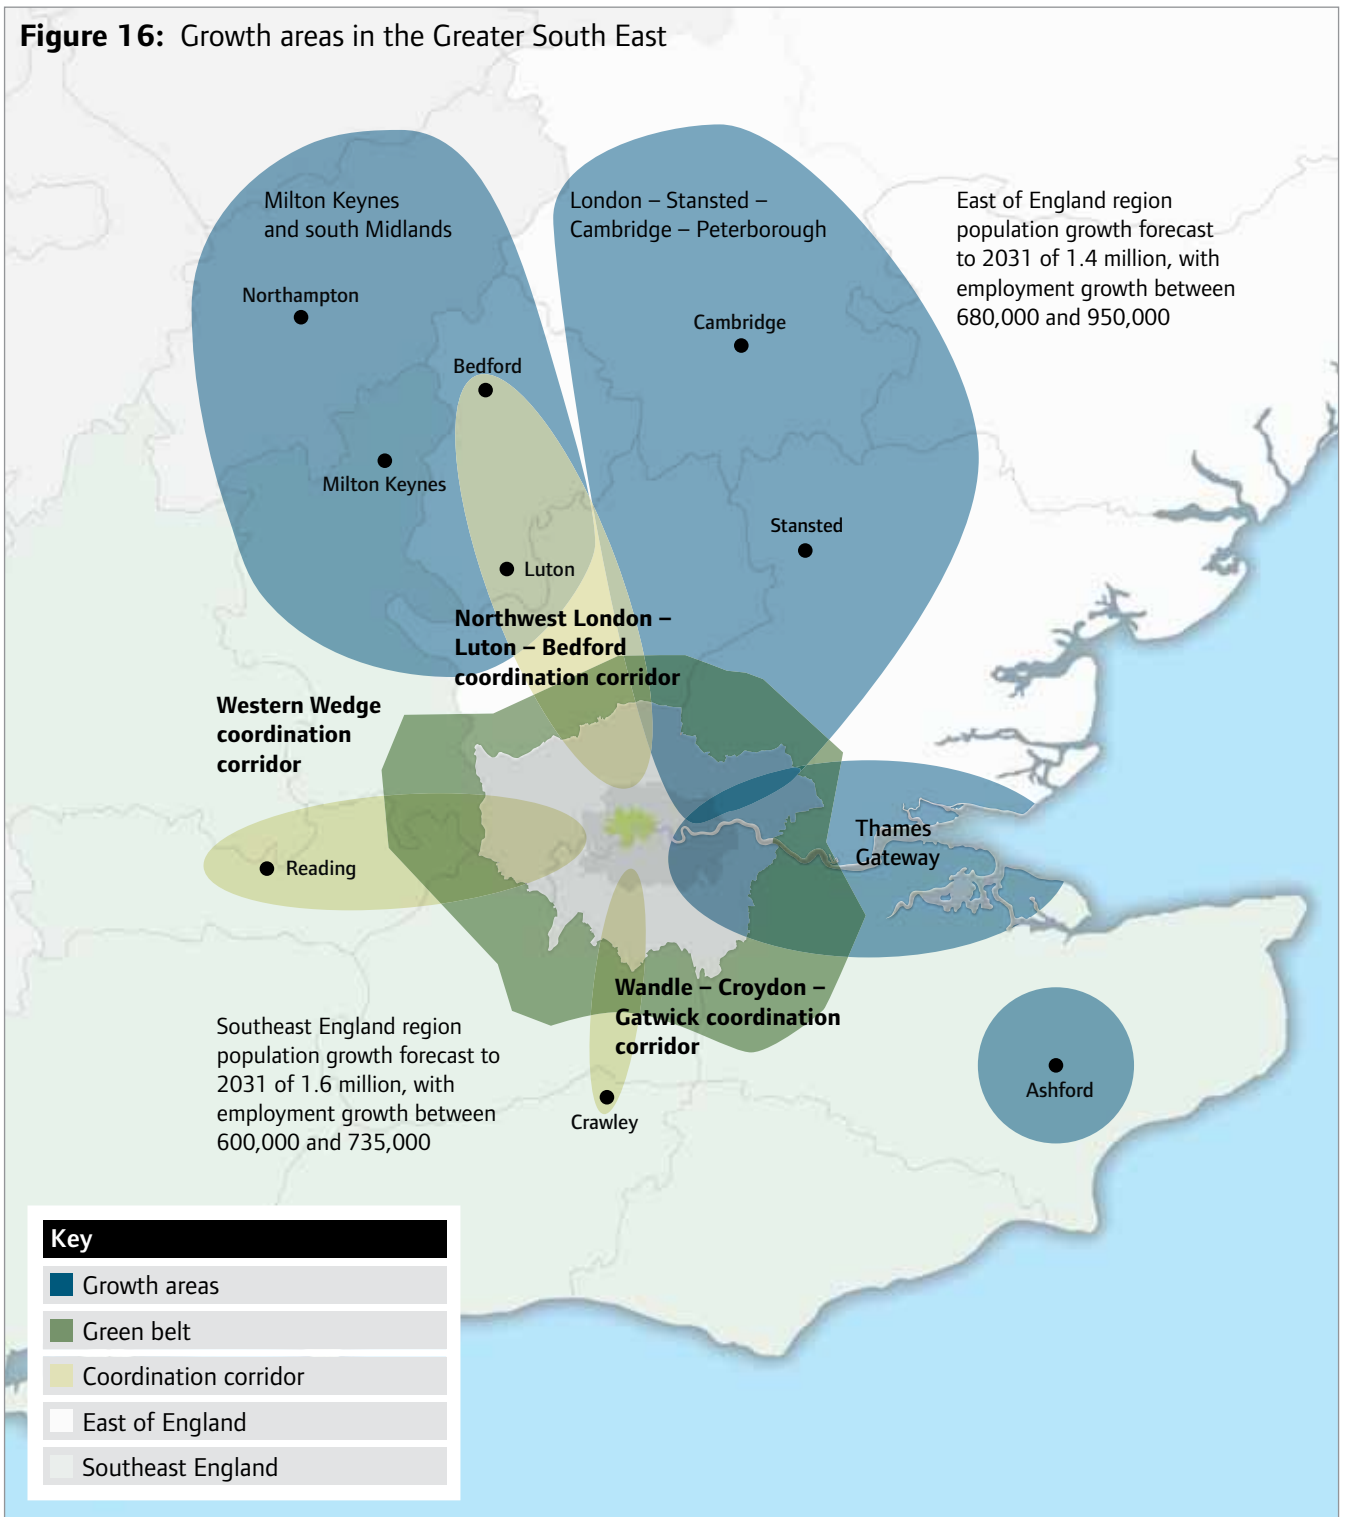 Figure 16: Growth areas in the Greater South East
Milton Keynes
and south Midlands
London – Stansted –
Cambridge – Peterborough
East of England region
population growth forecast
to 2031 of 1.4 million, with
employment growth between
680,000 and 950,000
Northampton
Cambridge
Bedford
Milton Keynes
Stansted
Luton
Northwest London –
Luton – Bedford
coordination corridor
Western Wedge
coordination
corridor
Thames
Gateway
Reading
Wandle – Croydon –
Gatwick coordination
corridor
Southeast England region
population growth forecast to
2031 of 1.6 million, with
employment growth between
600,000 and 735,000
Ashford
Crawley
Key
Growth areas
Green belt
Coordination corridor
East of England
Southeast England